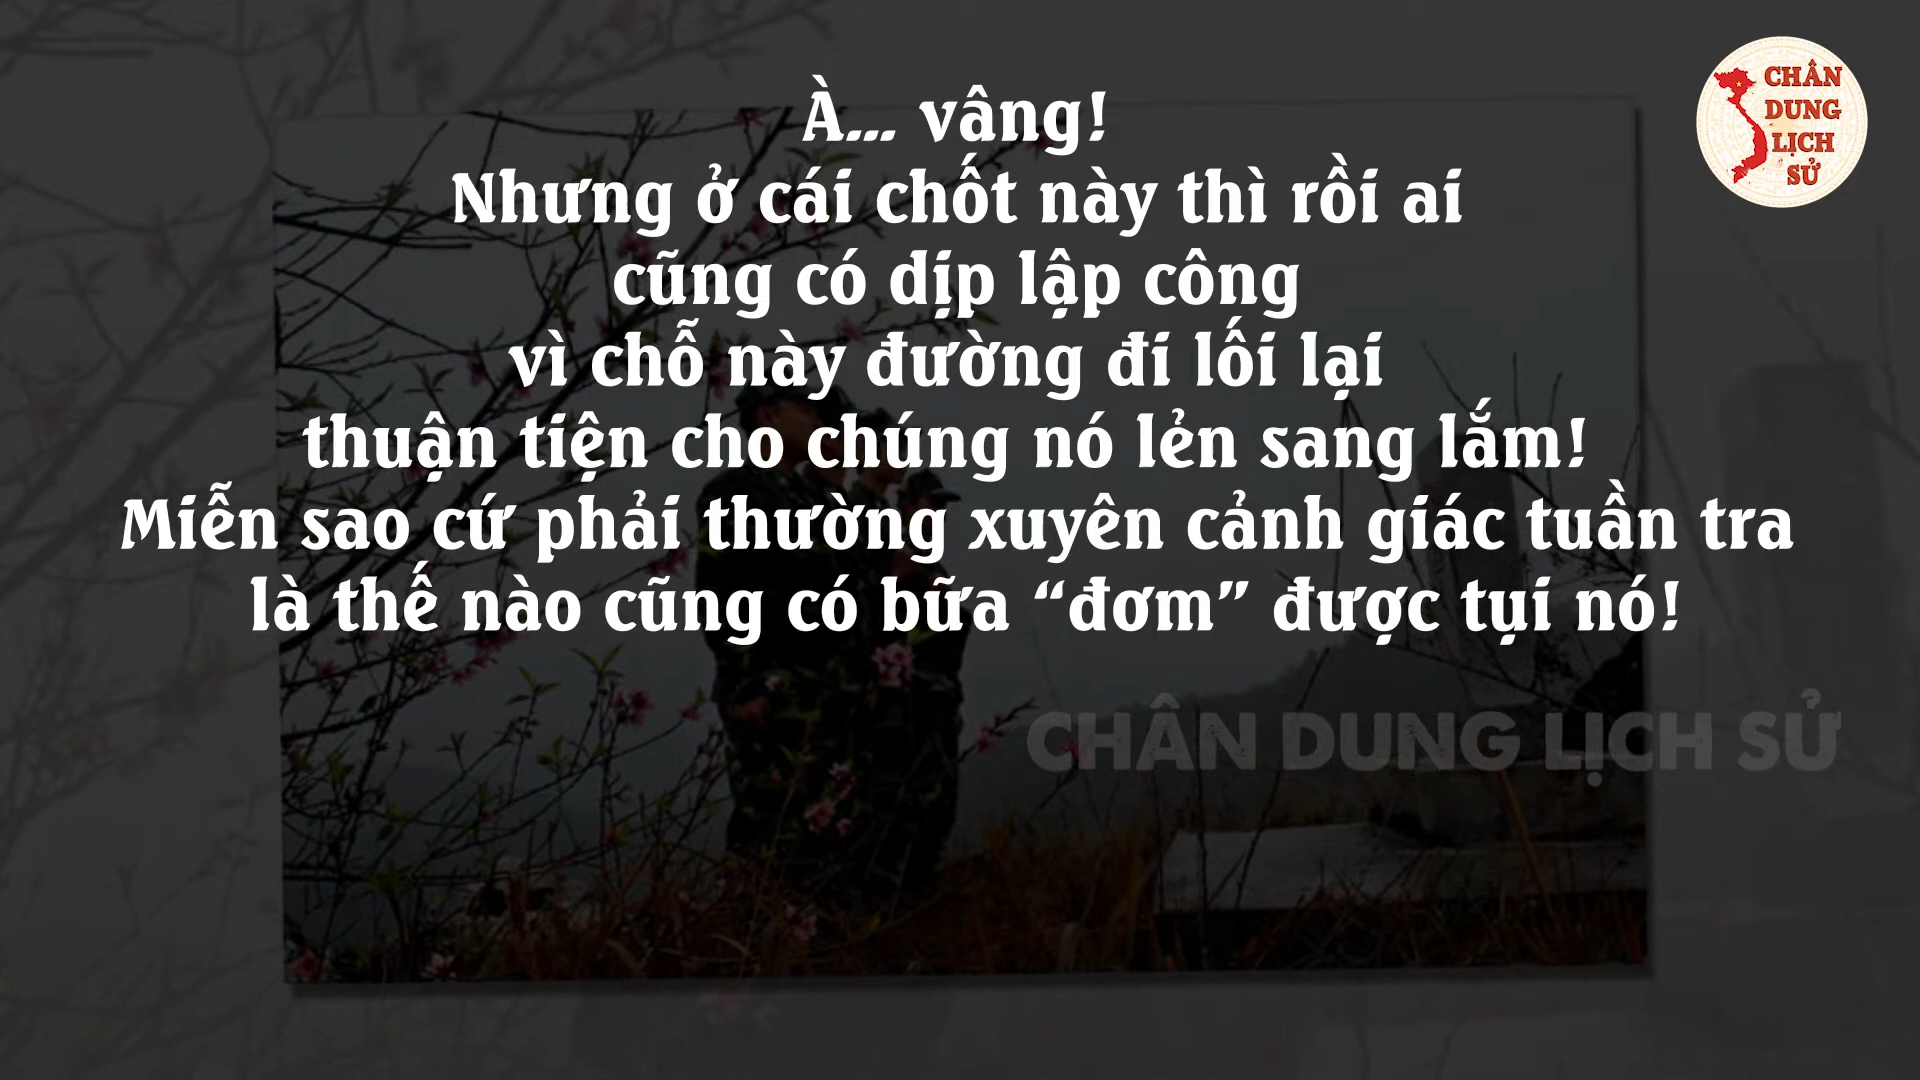 À... vâng!
Nhưng ở cái chốt này thì rồi ai
cũng có dịp lập công
vì chỗ này đường đi lối lại
thuận tiện cho chúng nó lẻn sang lắm!
Miễn sao cứ phải thường xuyên cảnh giác tuần tra
là thế nào cũng có bữa “đơm” được tụi nó!
CHÂN
DUNG
LỊCH
SỬ
CHÂN DUNG LỊCH SỬ